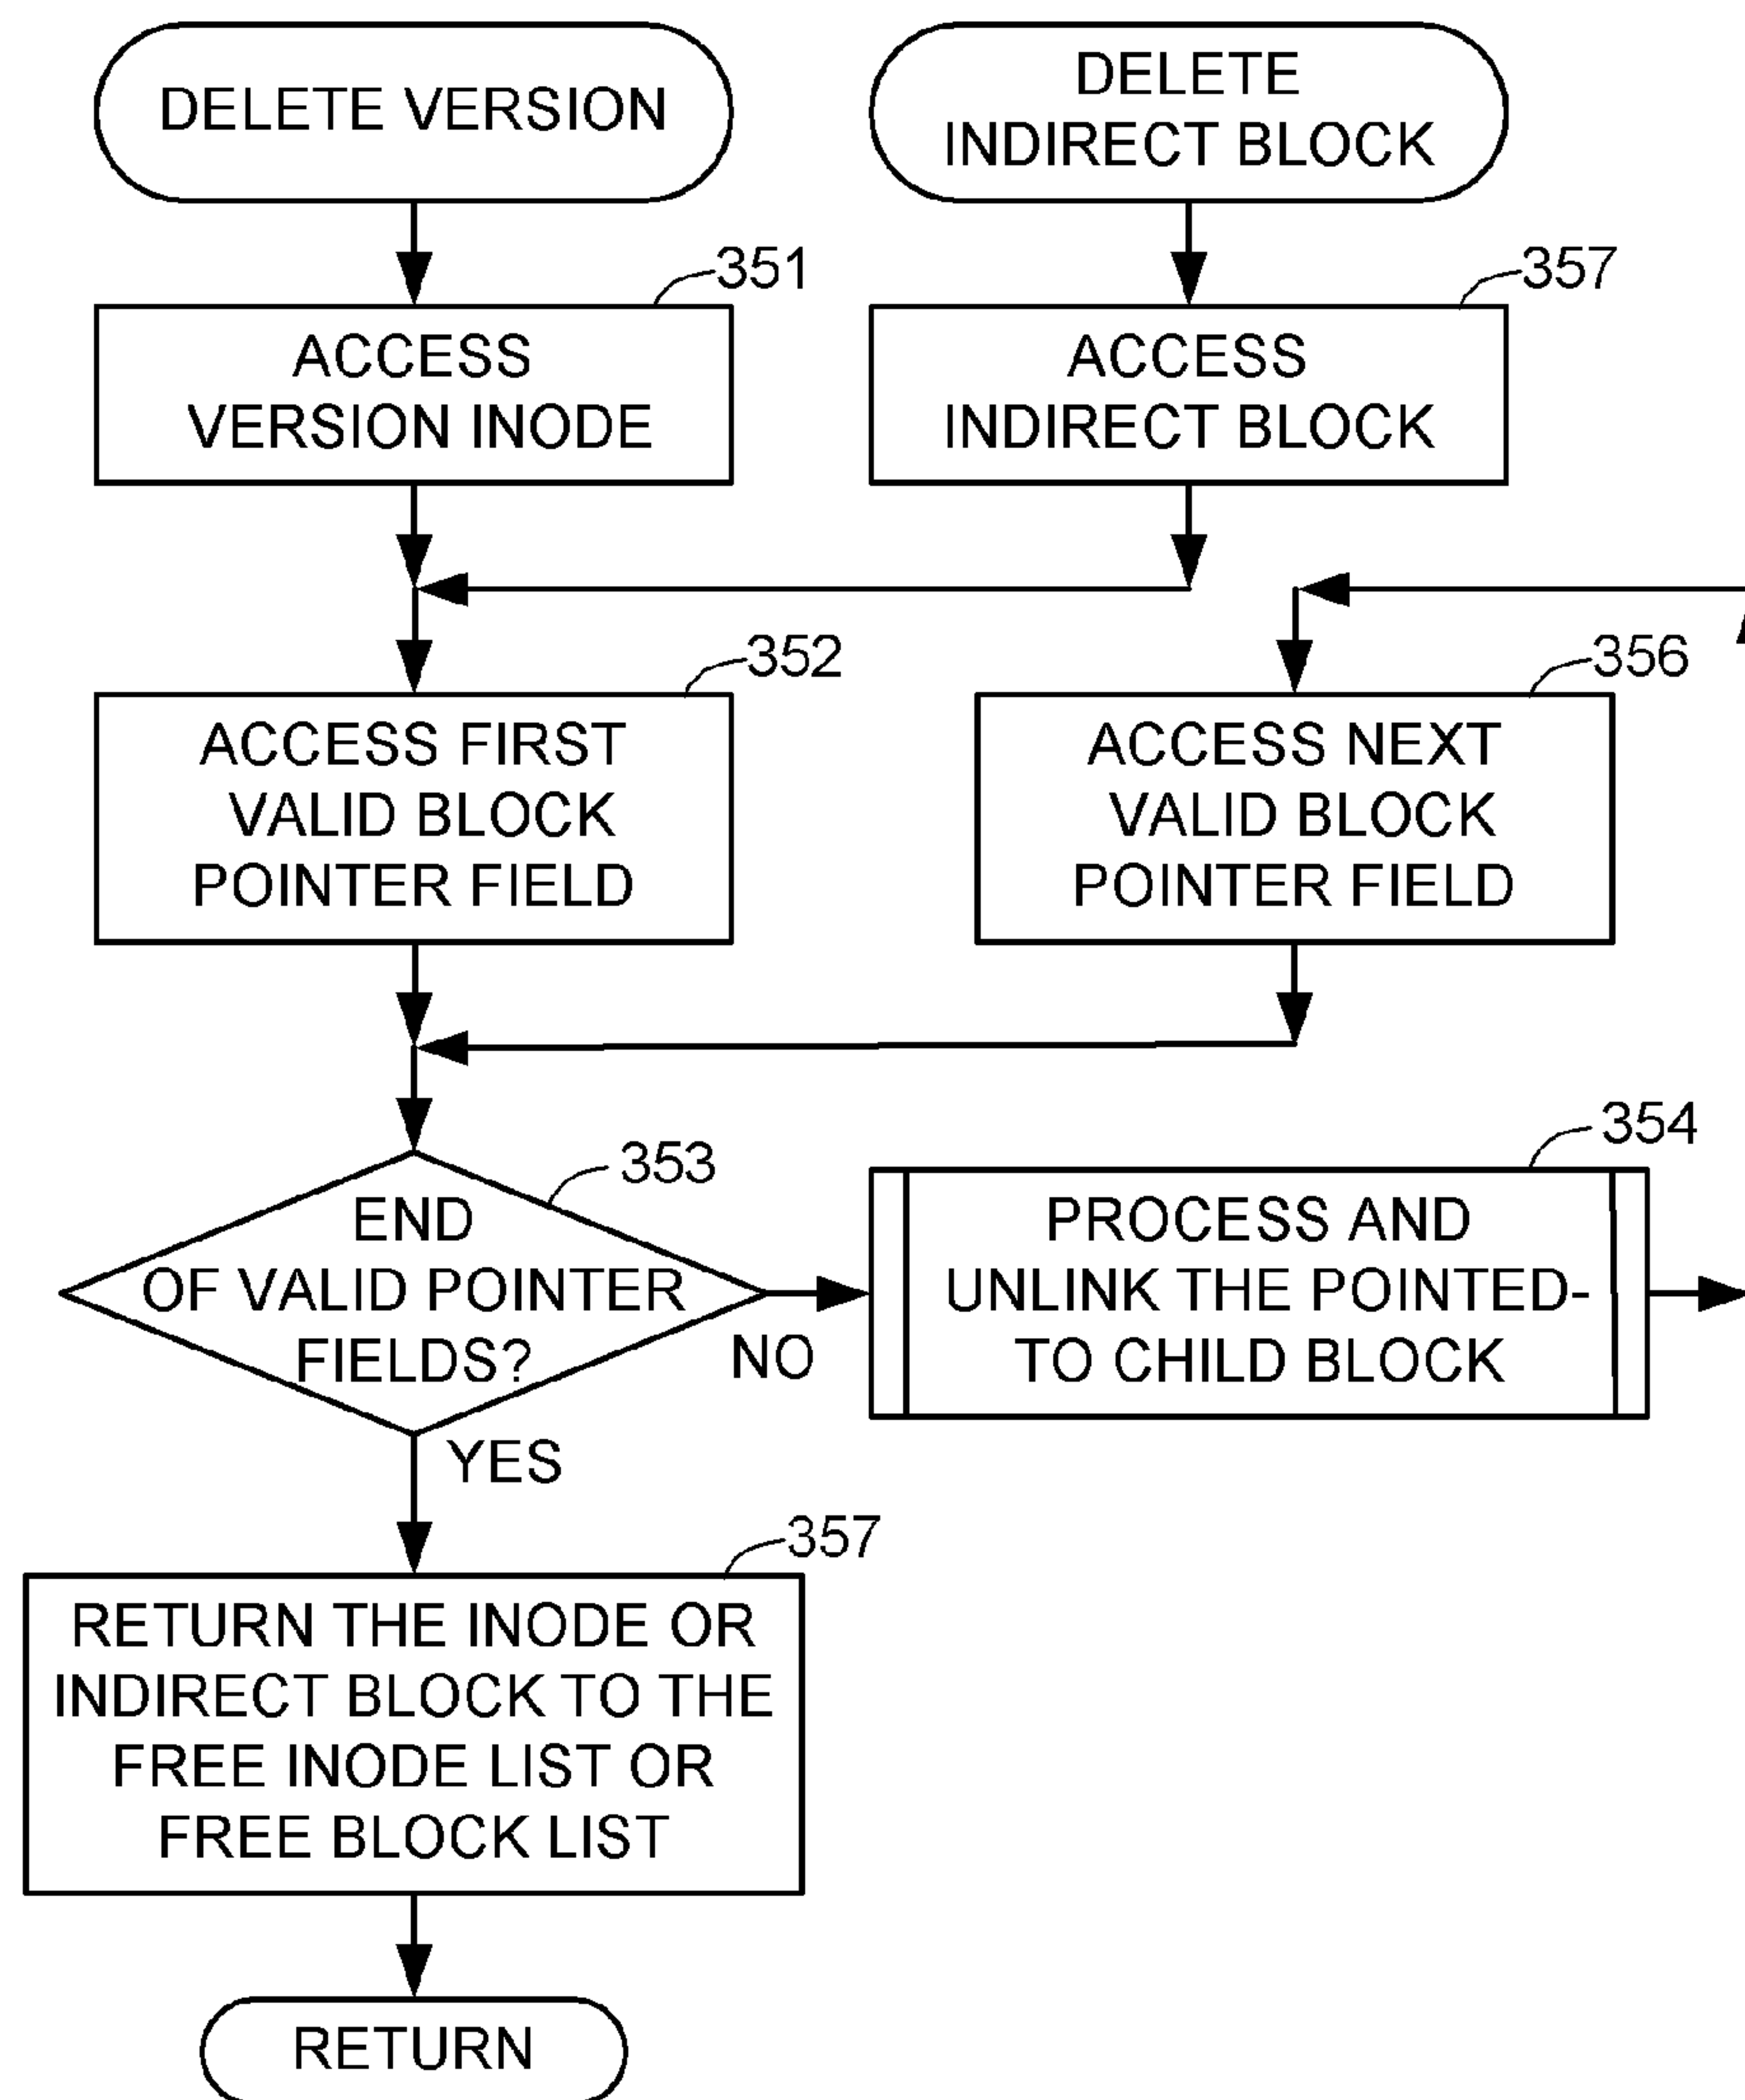 DELETE VERSION
DELETE
INDIRECT BLOCK
351
357
ACCESS
VERSION INODE
ACCESS
INDIRECT BLOCK
352
356
ACCESS FIRST
VALID BLOCK
POINTER FIELD
ACCESS NEXT
VALID BLOCK
POINTER FIELD
353
354
END
OF VALID POINTER
FIELDS?
NO
PROCESS AND
UNLINK THE POINTED-
TO CHILD BLOCK
YES
357
RETURN THE INODE OR
INDIRECT BLOCK TO THE
FREE INODE LIST OR
FREE BLOCK LIST
RETURN